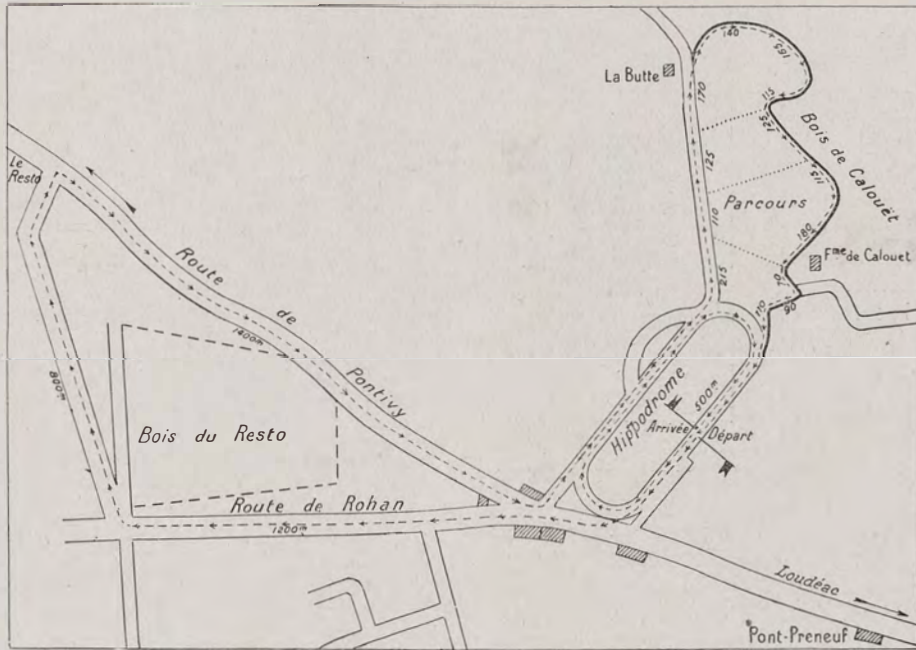 La Butte
140
165
115
170
125
Bois de Calouët
Le Resto
125
115
Parcours
110
180
Fme de Calouet
Route
de
Pontivy
215
70
110
90
1400m
800m
Hippodrome
500m
Arrivée
Départ
Bois du Resto
Route de Rohan
1200m
Loudéac
Pont-Preneuf